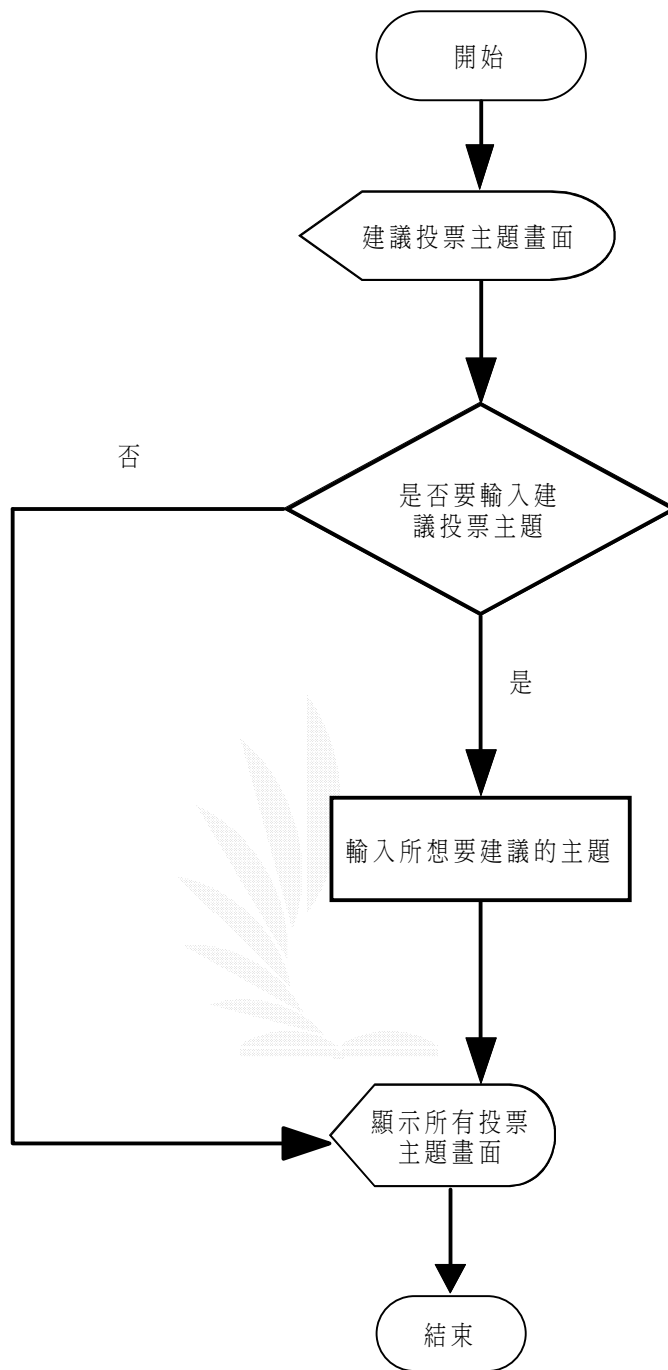 開始
建議投票主題畫面
否
是否要輸入建
議投票主題
是
輸入所想要建議的主題
顯示所有投票
主題畫面
結束